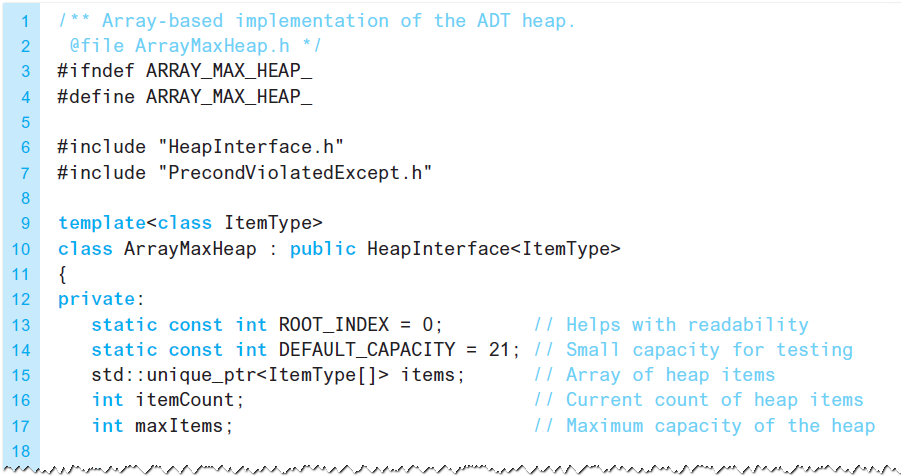 1 /** Array-based implementation of the ADT heap.
2 @file ArrayMaxHeap.h */
3 #ifndef ARRAY_MAX_HEAP_
4 #define ARRAY_MAX_HEAP_
5
6 #include "HeapInterface.h"
7 #include "PrecondViolatedExcept.h"
8
9 template<class ItemType>
10 class ArrayMaxHeap : public HeapInterface<ItemType>
11 {
12 private:
13 static const int ROOT_INDEX = 0; // Helps with readability
14 static const int DEFAULT_CAPACITY = 21; // Small capacity for testing
15 std::unique_ptr<ItemType[]> items; // Array of heap items
16 int itemCount; // Current count of heap items
17 int maxItems; // Maximum capacity of the heap
18